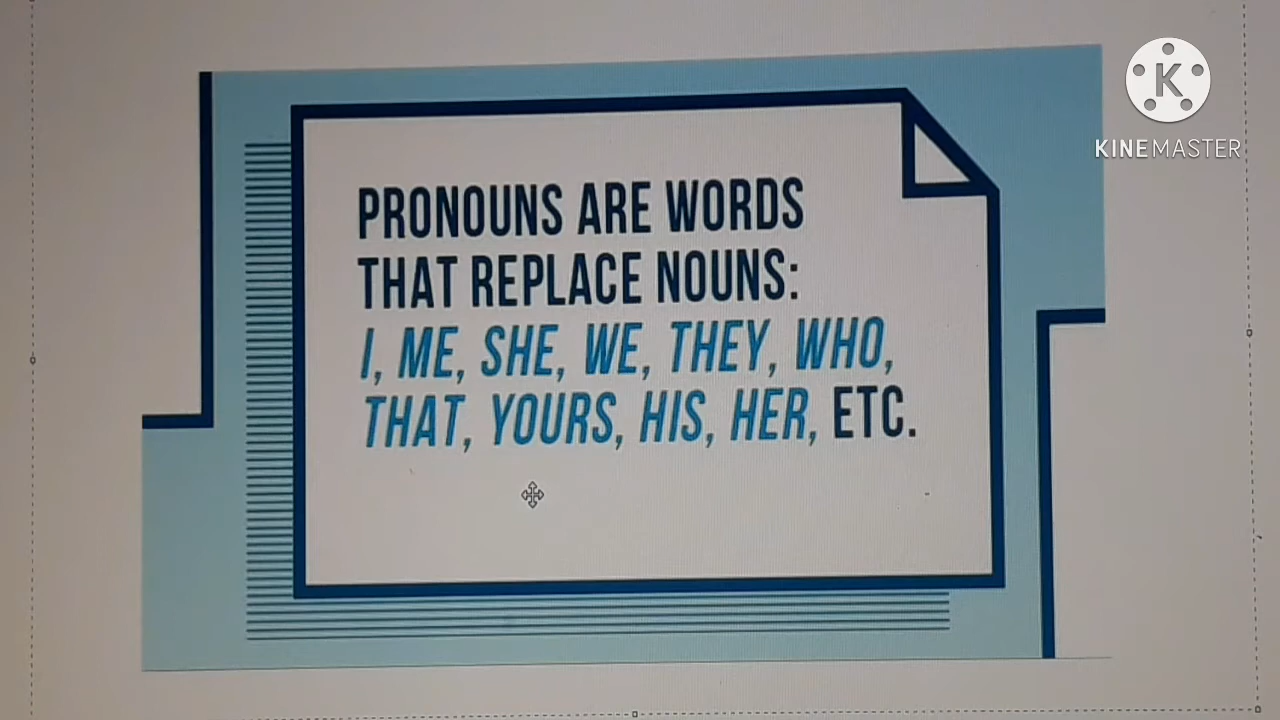 PRONOUNS ARE WORDS
THAT REPLACE NOUNS:
I, ME, SHE, WE, THEY, WHO,
THAT, YOURS, HIS, HER, ETC.
K
KINEMASTER